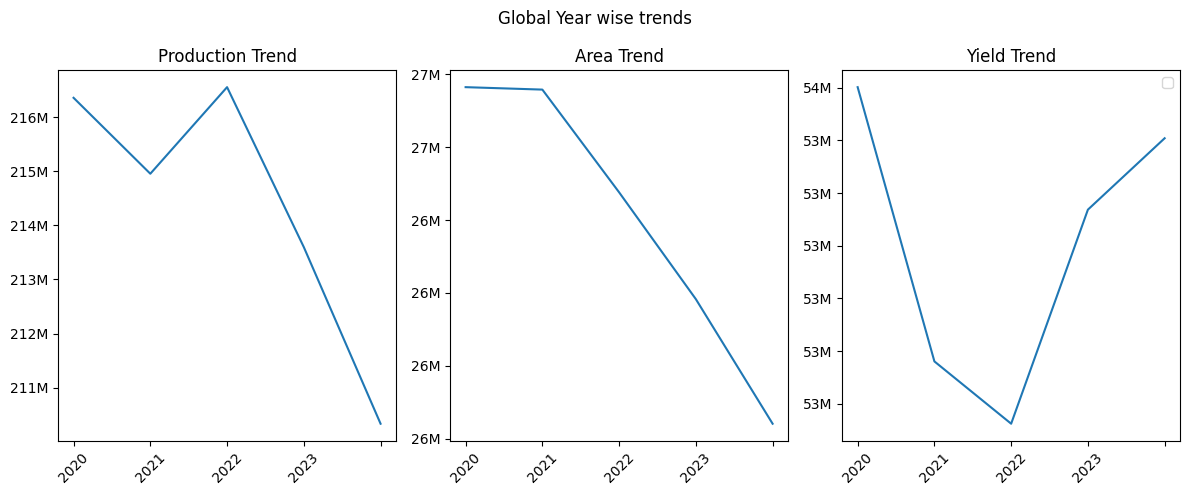 Global Year wise trends
Production Trend
216M
215M
214M
213M
212M
211M
2020
2021
2022
2023
Area Trend
27M
27M
26M
26M
26M
26M
2020
2021
2022
2023
Yield Trend
54M
53M
53M
53M
53M
53M
53M
2020
2021
2022
2023